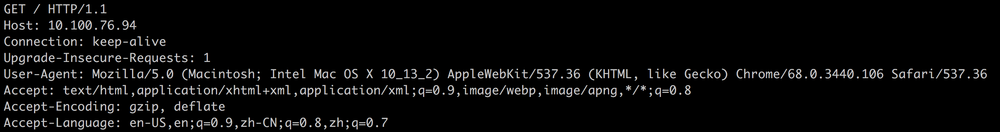 GET / HTTP/1.1
Host: 10.100.76.94
Connection: keep-alive
Upgrade-Insecure-Requests: 1
User-Agent: Mozilla/5.0 (Macintosh; Intel Mac OS X 10_13_2) AppleWebKit/537.36 (KHTML, like Gecko) Chrome/68.0.3440.106 Safari/537.36
Accept: text/html,application/xhtml+xml,application/xml;q=0.9,image/webp,image/apng,*/*;q=0.8
Accept-Encoding: gzip, deflate
Accept-Language: en-US,en;q=0.9,zh-CN;q=0.8,zh;q=0.7